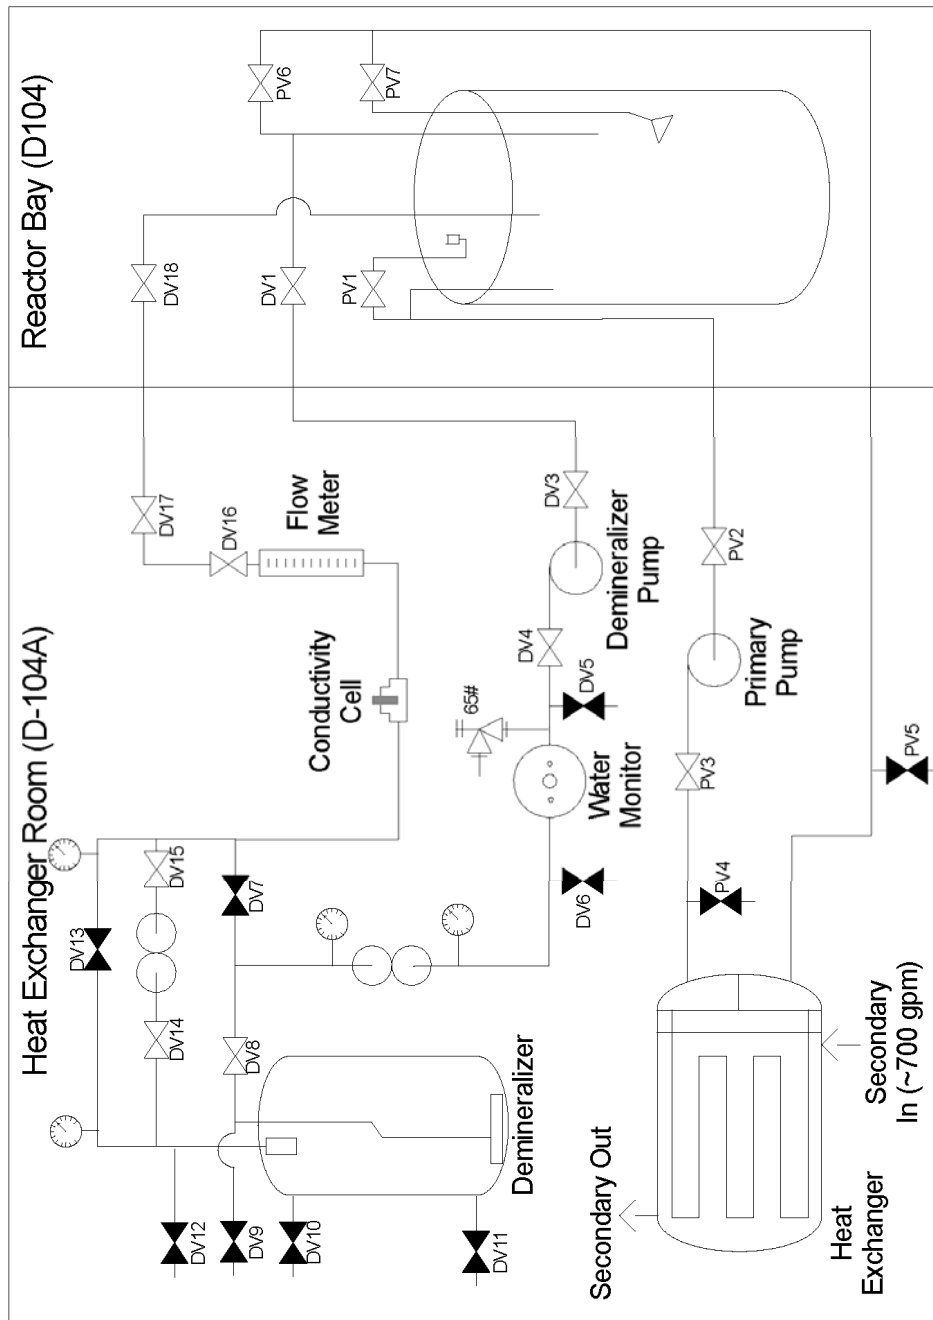 Reactor Bay (D104)
PV6
PV7
DV18
DV1
PV1
Heat Exchanger Room (D-104A)
DV17
DV16
Flow
Meter
DV3
Demineralizer
Pump
PV2
DV4
65#
DV5
Primary
Pump
Conductivity
Cell
Water
Monitor
PV3
PV5
DV15
DV7
DV6
PV4
DV13
DV14
DV8
Demineralizer
Secondary
In (~700 gpm)
Secondary Out
DV12
DV9
DV10
DV11
Heat
Exchanger